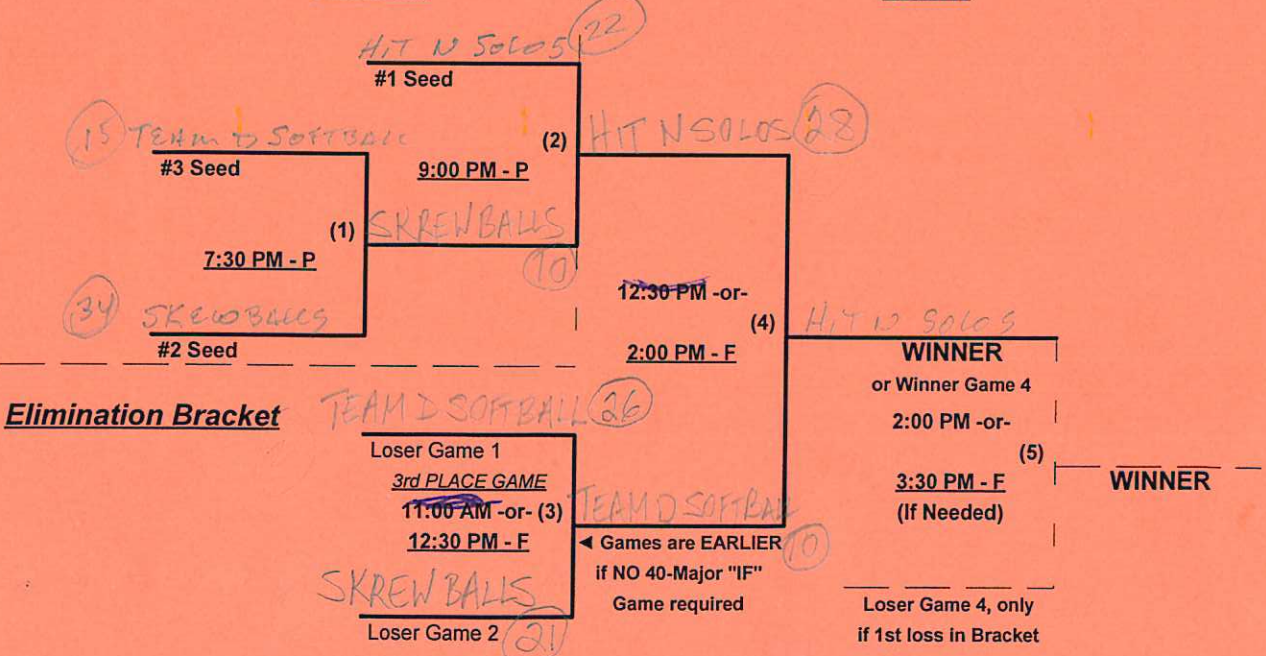 HIT N SOLOS 22
#1 Seed
15 TEAM D SOFTBALL
#3 Seed
(2)
9:00 PM - P
HIT N SOLOS 28
(1)
7:30 PM - P
SKREWBALLS
10
34 SKEWBALLS
#2 Seed
12:30 PM -or-
(4)
2:00 PM - F
HIT N SOLOS
WINNER
or Winner Game 4
2:00 PM -or-
(5)
3:30 PM - F
(If Needed)
WINNER
Elimination Bracket
TEAM D SOFTBALL 26
Loser Game 1
3rd PLACE GAME
11:00 AM -or- (3)
12:30 PM - F
TEAM D SOFTBALL
10
◄ Games are EARLIER
if NO 40-Major "IF"
Game required
SKREWBALLS
Loser Game 2 21
Loser Game 4, only
if 1st loss in Bracket